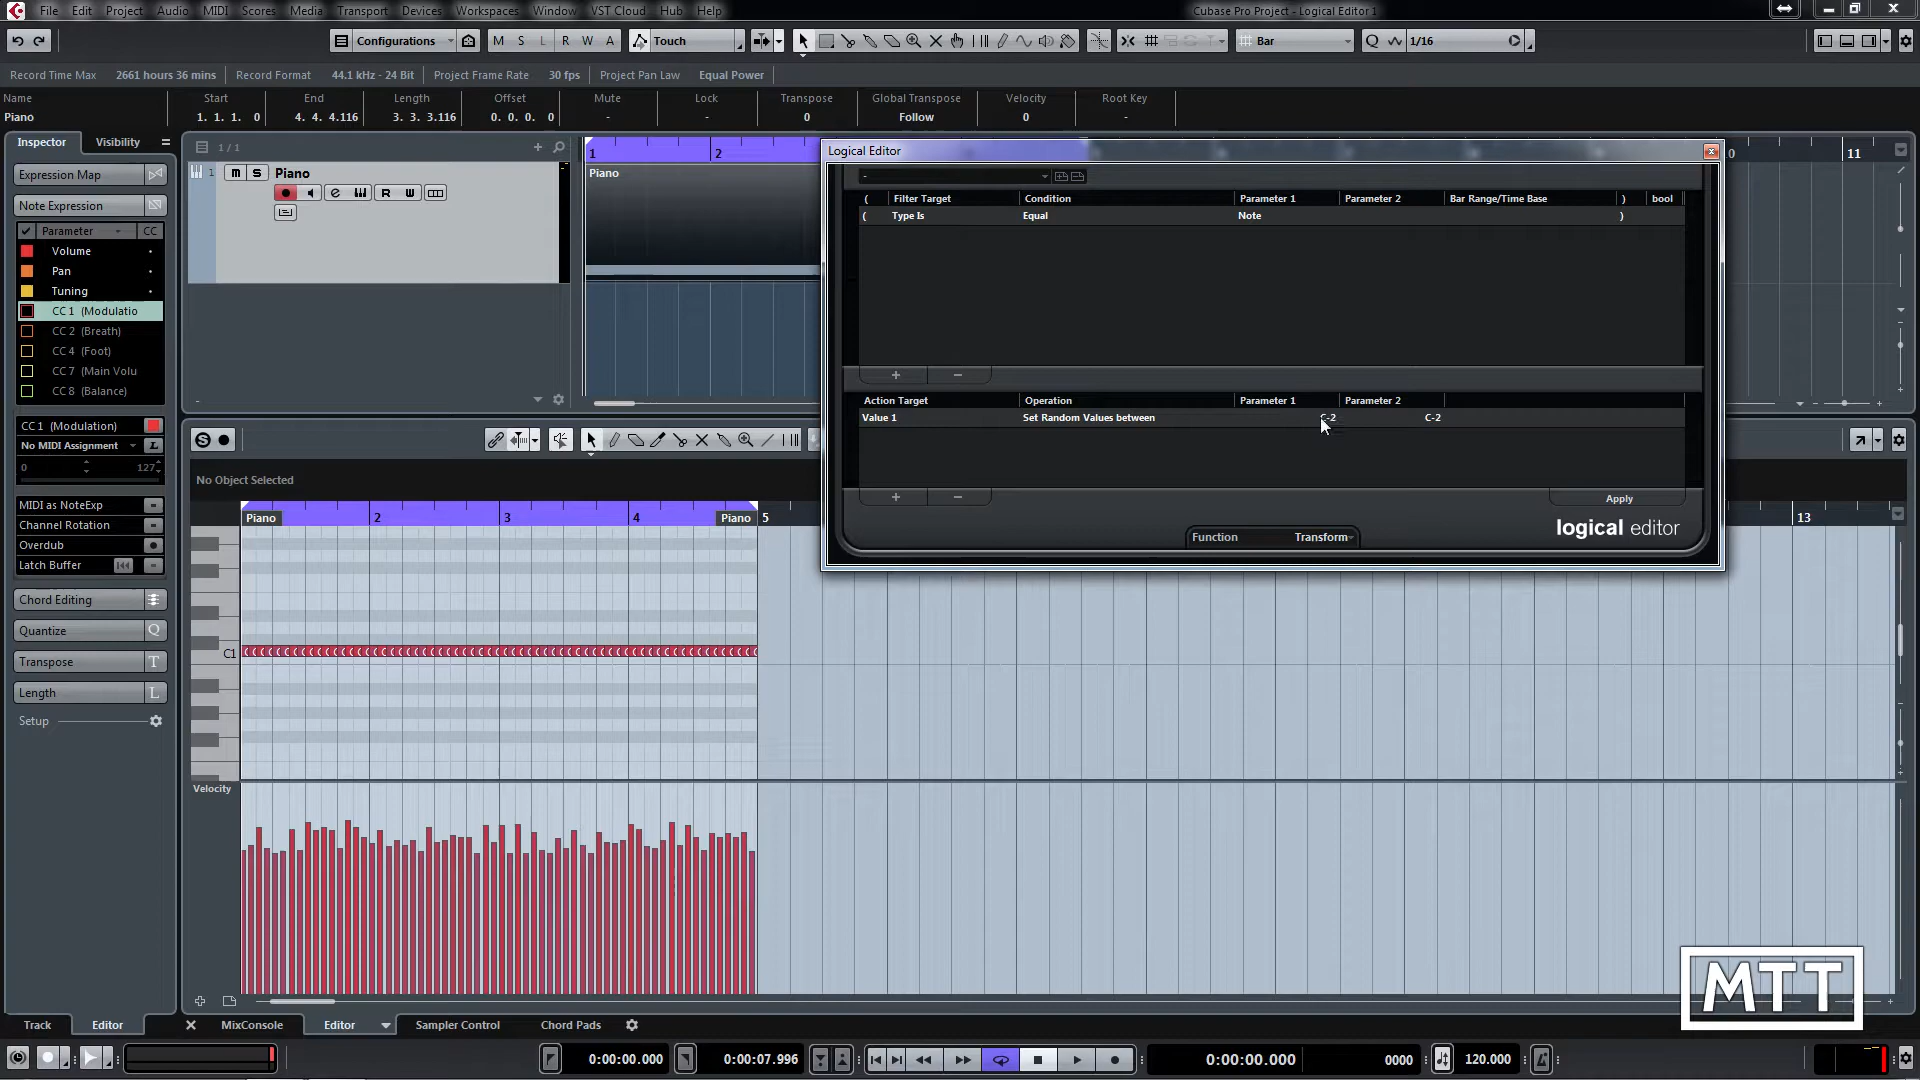 File Edit Project Audio MIDI Scores Media Transport Devices Workspaces Window VST Cloud Hub Help Cubase Pro Project - Logical Editor 1
Configurations M S L R W A Touch Bar Q 1/16
Record Time Max 2661 hours 36 mins Record Format 44.1 kHz - 24 Bit Project Frame Rate 30 fps Project Pan Law Equal Power
Name Start End Length Offset Mute Lock Transpose Global Transpose Velocity Root Key
Piano 1. 1. 1. 0 4. 4. 4.116 3. 3. 3.116 0. 0. 0. 0 - - 0 Follow 0 -
Inspector Visibility 1 / 1 1 2 Logical Editor 11
Expression Map 1 m S Piano Piano -
Note Expression R W
Parameter CC
Volume
Pan
Tuning
CC 1 (Modulatio
CC 2 (Breath)
CC 4 (Foot)
CC 7 (Main Volu
CC 8 (Balance)
( Filter Target Condition Parameter 1 Parameter 2 Bar Range/Time Base ) bool
( Type Is Equal Note )
+ −
Action Target Operation Parameter 1 Parameter 2
Value 1 Set Random Values between C-2 C-2
+ − Apply
logical editor
Function Transform
CC 1 (Modulation)
No MIDI Assignment L
0 127
MIDI as NoteExp
Channel Rotation
Overdub
Latch Buffer
Chord Editing
Quantize Q
Transpose T
Length L
Setup
S
No Object Selected
Piano 2 3 4 Piano 5 13
C1
Velocity
MTT
Track Editor MixConsole Editor Sampler Control Chord Pads
0:00:00.000 0:00:07.996 0:00:00.000 0000 120.000